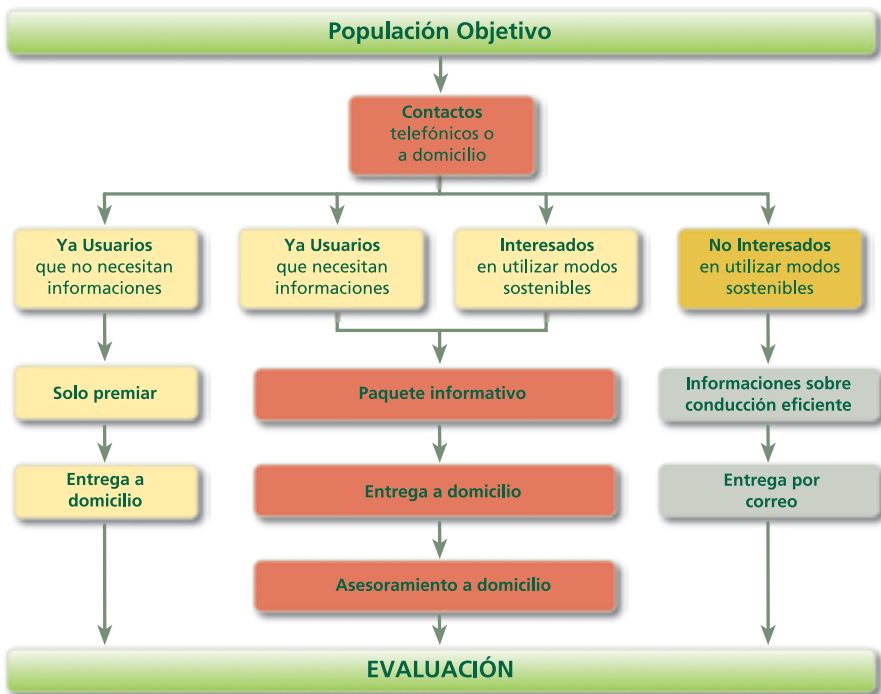 Populación Objetivo
Contactos
telefónicos o
a domicilio
Ya Usuarios
que no necesitan
informaciones
Ya Usuarios
que necesitan
informaciones
Interesados
en utilizar modos
sostenibles
No Interesados
en utilizar modos
sostenibles
Solo premiar
Paquete informativo
Informaciones sobre
conducción eficiente
Entrega a
domicilio
Entrega a domicilio
Entrega por
correo
Asesoramiento a domicilio
EVALUACIÓN